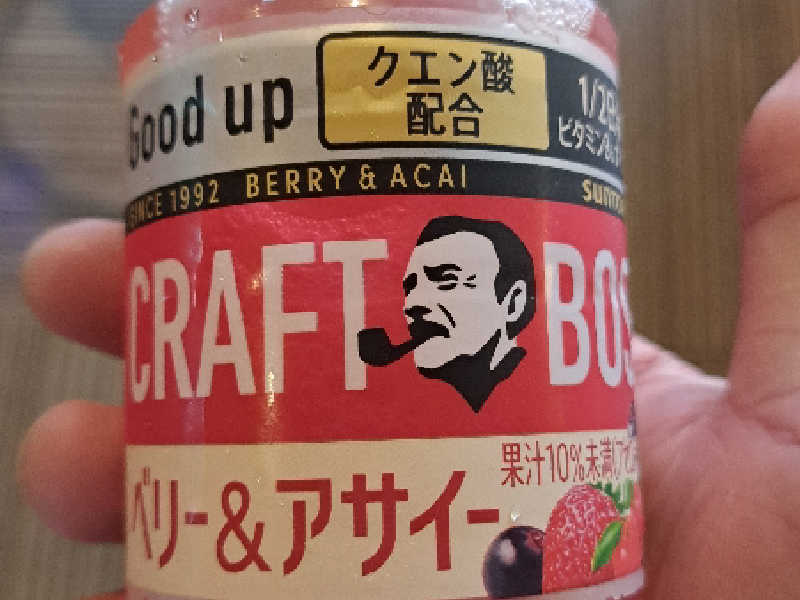 Good up
クエン酸
配合
1/2日
ビタミン
SINCE 1992 BERRY & ACAI
CRAFT BOS
ベリー&アサイー
果汁10%未満